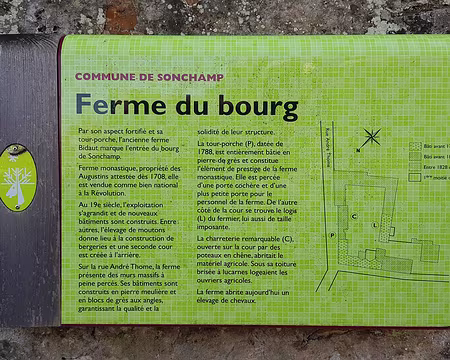 COMMUNE DE SONCHAMP
Ferme du bourg
Par son aspect fortifié et sa
tour-porche, l'ancienne ferme
Bidaut marque l'entrée du bourg
de Sonchamp.
Ferme monastique, propriété des
Augustins attestée dès 1708, elle
est vendue comme bien national
à la Révolution.
Au 19e siècle, l'exploitation
s'agrandit et de nouveaux
bâtiments sont construits. Entre
autres, l'élevage de moutons
donne lieu à la construction de
bergeries et une seconde cour
est créée à l'arrière.
Sur la rue André Thome, la ferme
présente des murs massifs à
peine percés. Ses bâtiments sont
construits en pierre meulière et
en blocs de grès aux angles,
garantissant la qualité et la
solidité de leur structure.
La tour-porche (P), datée de
1788, est entièrement bâtie en
pierre de grès et constitue
l'élément de prestige de la ferme
monastique. Elle est percée
d'une porte cochère et d'une
plus petite porte pour le
personnel de la ferme. De l'autre
côté de la cour se trouve le logis
(L) du fermier, lui aussi de taille
imposante.
La charreterie remarquable (C),
ouverte sur la cour par des
poteaux en chêne, abritait le
matériel agricole. Sous sa toiture
brisée à lucarnes logeaient les
ouvriers agricoles.
La ferme abrite aujourd'hui un
élevage de chevaux.
Rue André Thome
N
C
L
P
Bâti avant
Bâti avant
Entre 1828